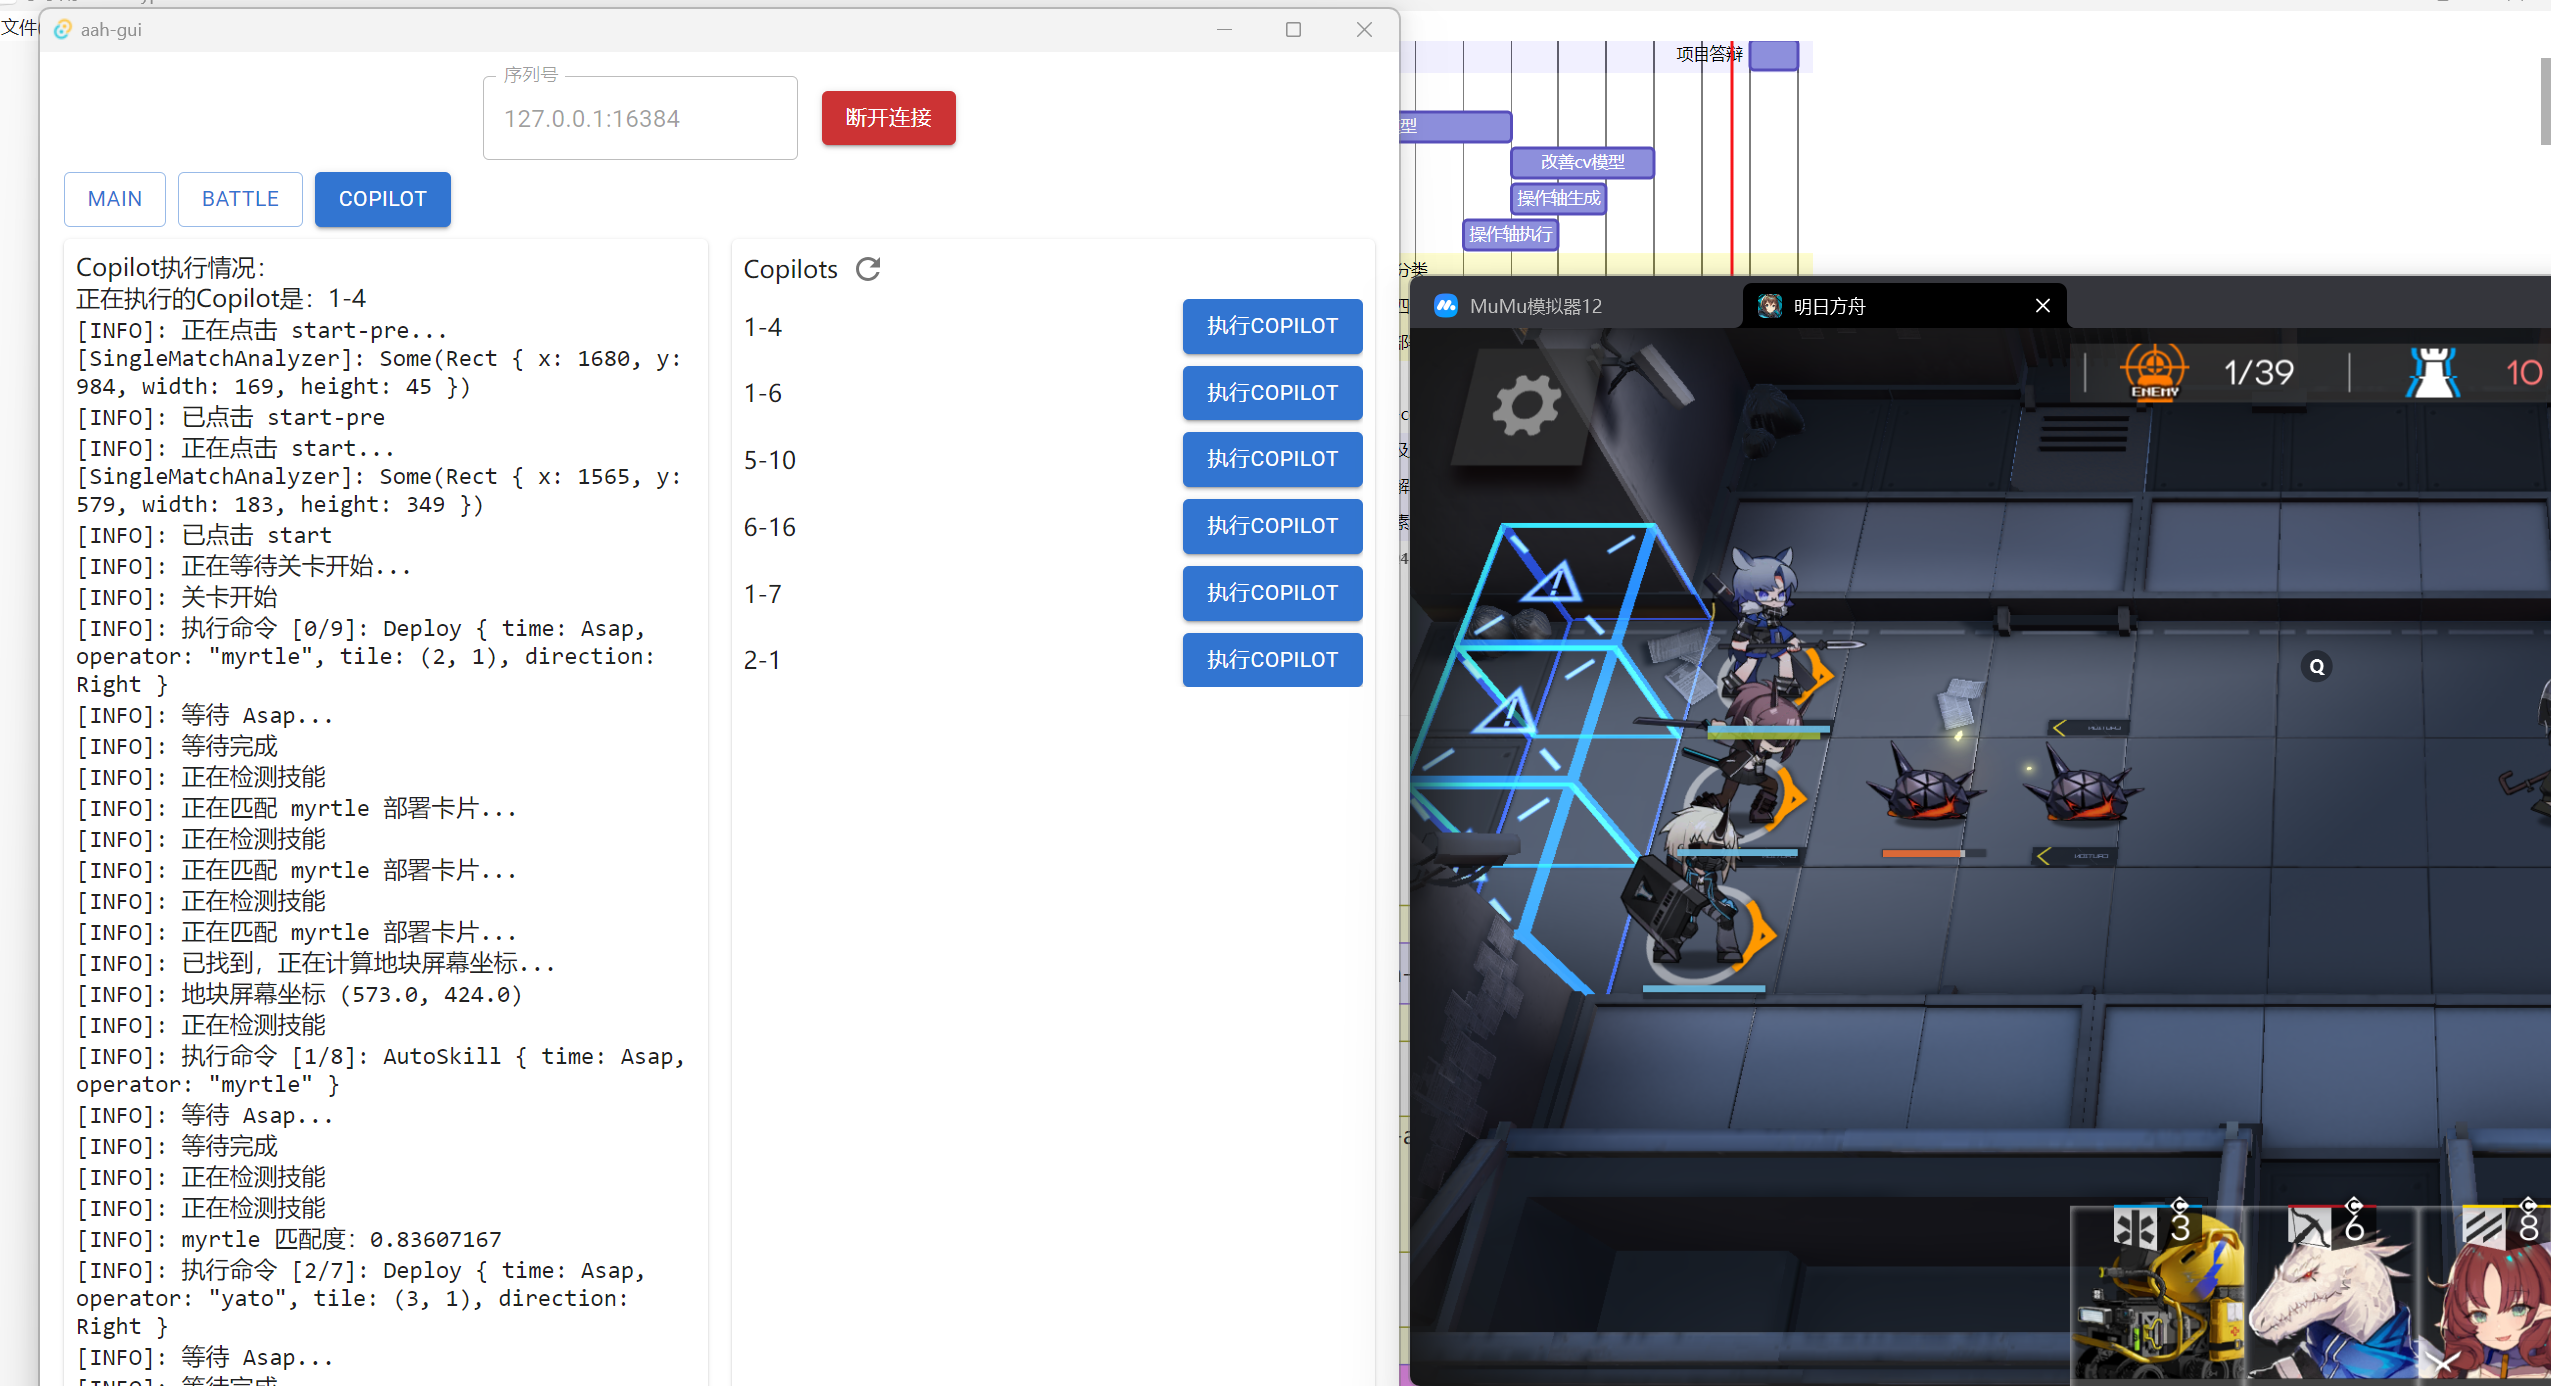 文件
aah-gui
序列号
127.0.0.1:16384
断开连接
MAIN
BATTLE
COPILOT
Copilot执行情况：
正在执行的Copilot是：1-4
[INFO]: 正在点击 start-pre...
[SingleMatchAnalyzer]: Some(Rect { x: 1680, y:
984, width: 169, height: 45 })
[INFO]: 已点击 start-pre
[INFO]: 正在点击 start...
[SingleMatchAnalyzer]: Some(Rect { x: 1565, y:
579, width: 183, height: 349 })
[INFO]: 已点击 start
[INFO]: 正在等待关卡开始...
[INFO]: 关卡开始
[INFO]: 执行命令 [0/9]: Deploy { time: Asap,
operator: "myrtle", tile: (2, 1), direction:
Right }
[INFO]: 等待 Asap...
[INFO]: 等待完成
[INFO]: 正在检测技能
[INFO]: 正在匹配 myrtle 部署卡片...
[INFO]: 正在检测技能
[INFO]: 正在匹配 myrtle 部署卡片...
[INFO]: 正在检测技能
[INFO]: 正在匹配 myrtle 部署卡片...
[INFO]: 已找到，正在计算地块屏幕坐标...
[INFO]: 地块屏幕坐标 (573.0, 424.0)
[INFO]: 正在检测技能
[INFO]: 执行命令 [1/8]: AutoSkill { time: Asap,
operator: "myrtle" }
[INFO]: 等待 Asap...
[INFO]: 等待完成
[INFO]: 正在检测技能
[INFO]: 正在检测技能
[INFO]: myrtle 匹配度：0.83607167
[INFO]: 执行命令 [2/7]: Deploy { time: Asap,
operator: "yato", tile: (3, 1), direction:
Right }
[INFO]: 等待 Asap...
[INFO]: 等待完成
Copilots
1-4
执行COPILOT
1-6
执行COPILOT
5-10
执行COPILOT
6-16
执行COPILOT
1-7
执行COPILOT
2-1
执行COPILOT
项目答辩
型
改善cv模型
操作轴生成
操作轴执行
分类
MuMu模拟器12
明日方舟
ENEMY
1/39
10
Q
3
6
8